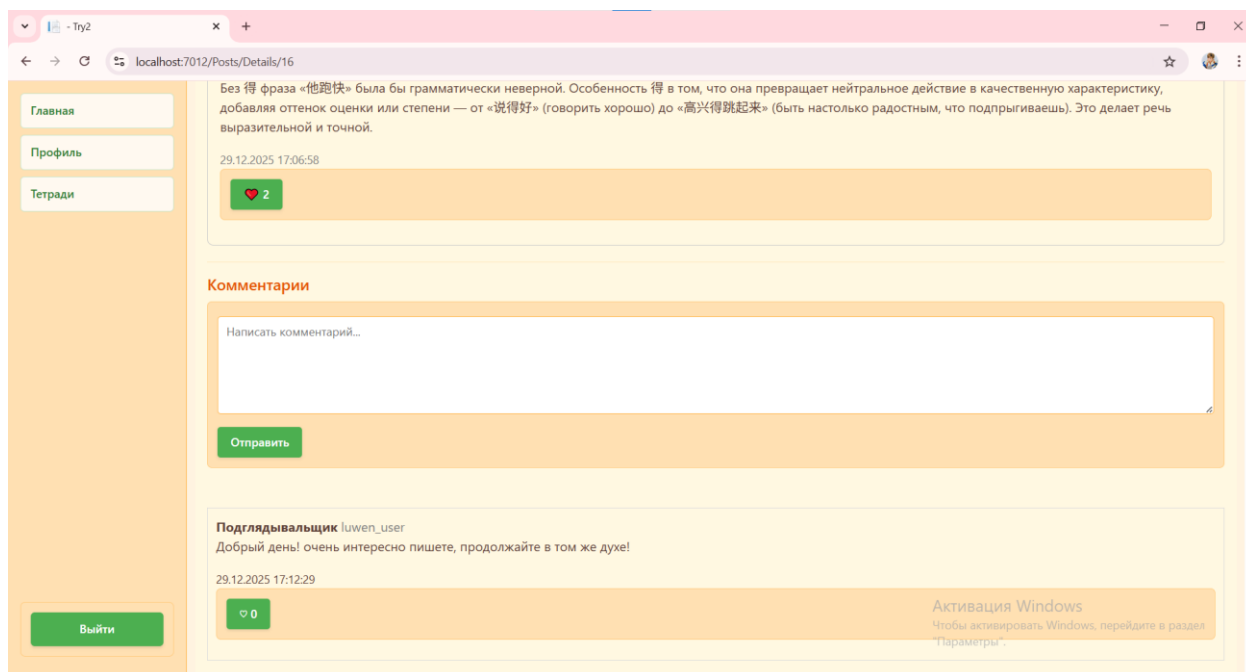 - Try2
localhost:7012/Posts/Details/16
Главная
Профиль
Тетради
Без 得 фраза «他跑快» была бы грамматически неверной. Особенность 得 в том, что она превращает нейтральное действие в качественную характеристику,
добавляя оттенок оценки или степени — от «说得好» (говорить хорошо) до «高兴得跳起来» (быть настолько радостным, что подпрыгиваешь). Это делает речь
выразительной и точной.
29.12.2025 17:06:58
2
Комментарии
Написать комментарий...
Отправить
Подглядывальщик luwen_user
Добрый день! очень интересно пишете, продолжайте в том же духе!
29.12.2025 17:12:29
0
Выйти
Активация Windows
Чтобы активировать Windows, перейдите в раздел
"Параметры".